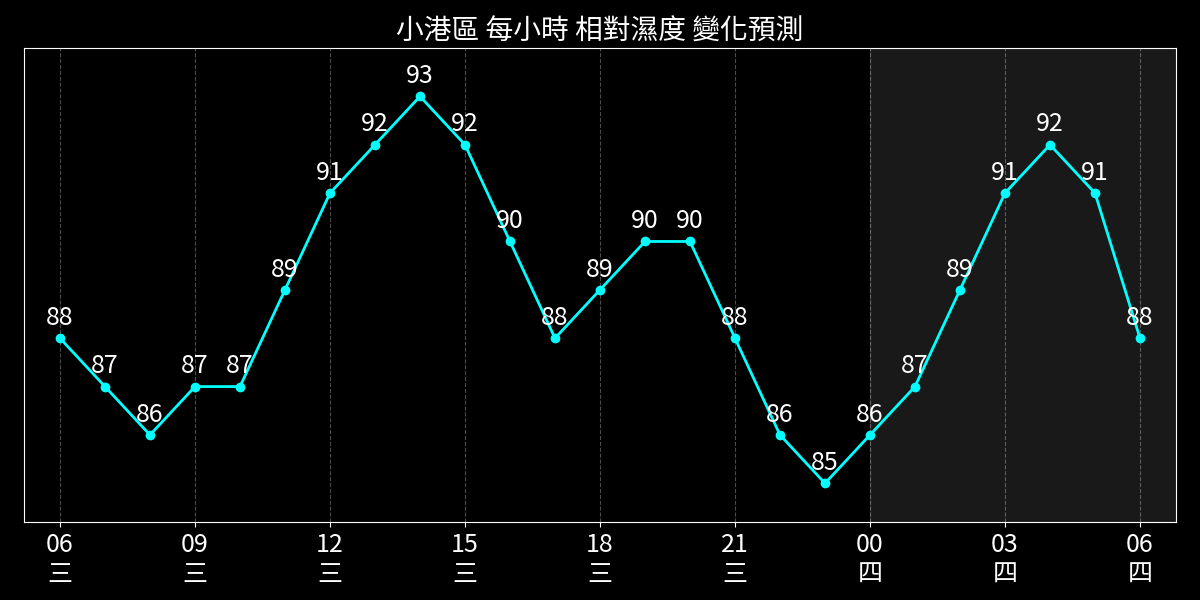 小港區 每小時 相對濕度 變化預測
88 87 86 87 87 89 91 92 93 92 90 88 89 90 90 88 86 85 86 87 89 91 92 91 88
06 09 12 15 18 21 00 03 06
三 三 三 三 三 三 四 四 四